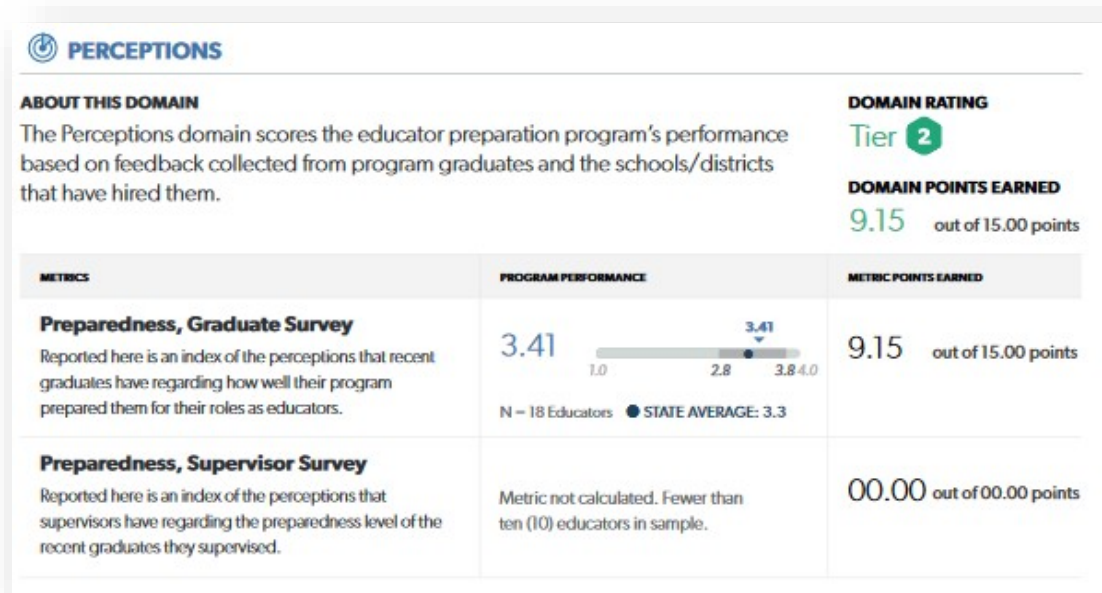 PERCEPTIONS
ABOUT THIS DOMAIN
The Perceptions domain scores the educator preparation program's performance
based on feedback collected from program graduates and the schools/districts
that have hired them.
DOMAIN RATING
Tier 2
DOMAIN POINTS EARNED
9.15 out of 15.00 points
METRICS PROGRAM PERFORMANCE METRIC POINTS EARNED
Preparedness, Graduate Survey
Reported here is an index of the perceptions that recent
graduates have regarding how well their program
prepared them for their roles as educators.
3.41
3.41
1.0 2.8 3.8 4.0
N = 18 Educators STATE AVERAGE: 3.3
9.15 out of 15.00 points
Preparedness, Supervisor Survey
Reported here is an index of the perceptions that
supervisors have regarding the preparedness level of the
recent graduates they supervised.
Metric not calculated. Fewer than
ten (10) educators in sample.
00.00 out of 00.00 points